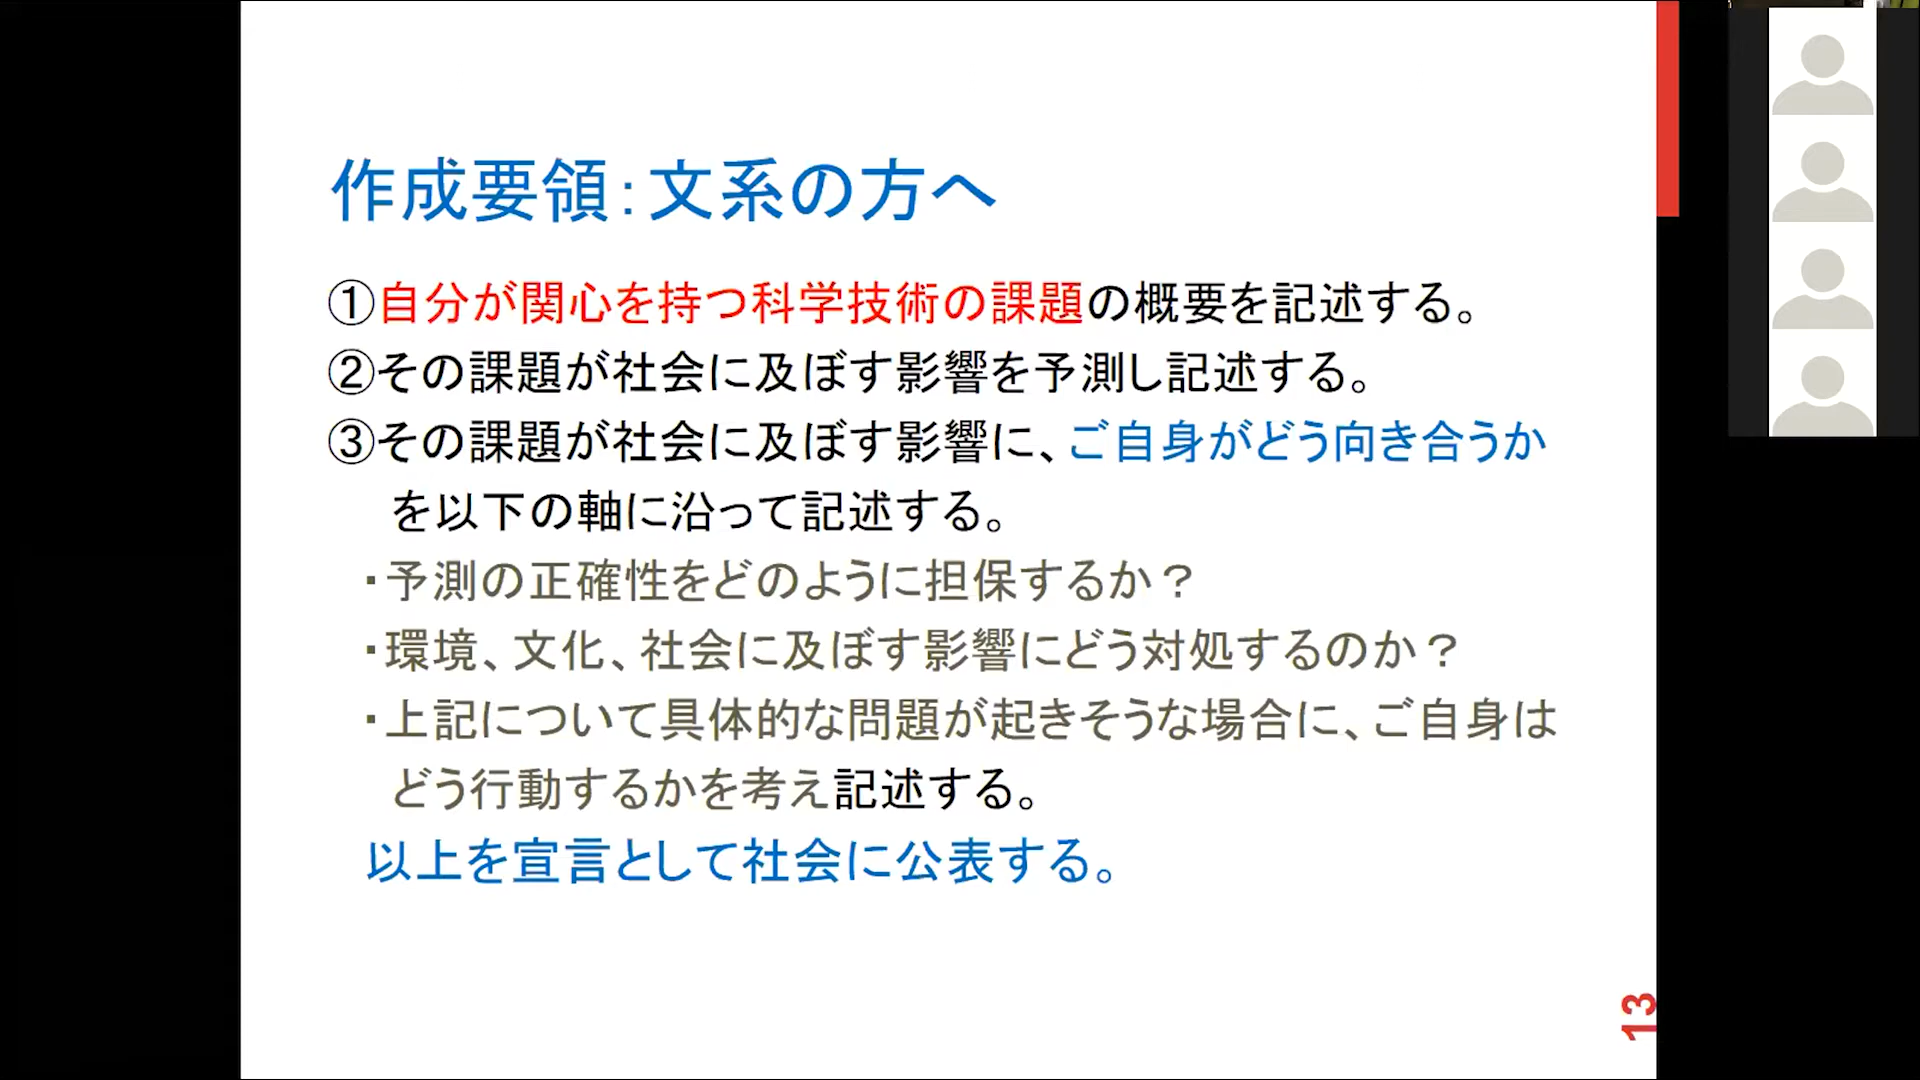 作成要領：文系の方へ
①自分が関心を持つ科学技術の課題の概要を記述する。
②その課題が社会に及ぼす影響を予測し記述する。
③その課題が社会に及ぼす影響に、ご自身がどう向き合うか
を以下の軸に沿って記述する。
・予測の正確性をどのように担保するか？
・環境、文化、社会に及ぼす影響にどう対処するのか？
・上記について具体的な問題が起きそうな場合に、ご自身は
どう行動するかを考え記述する。
以上を宣言として社会に公表する。
13